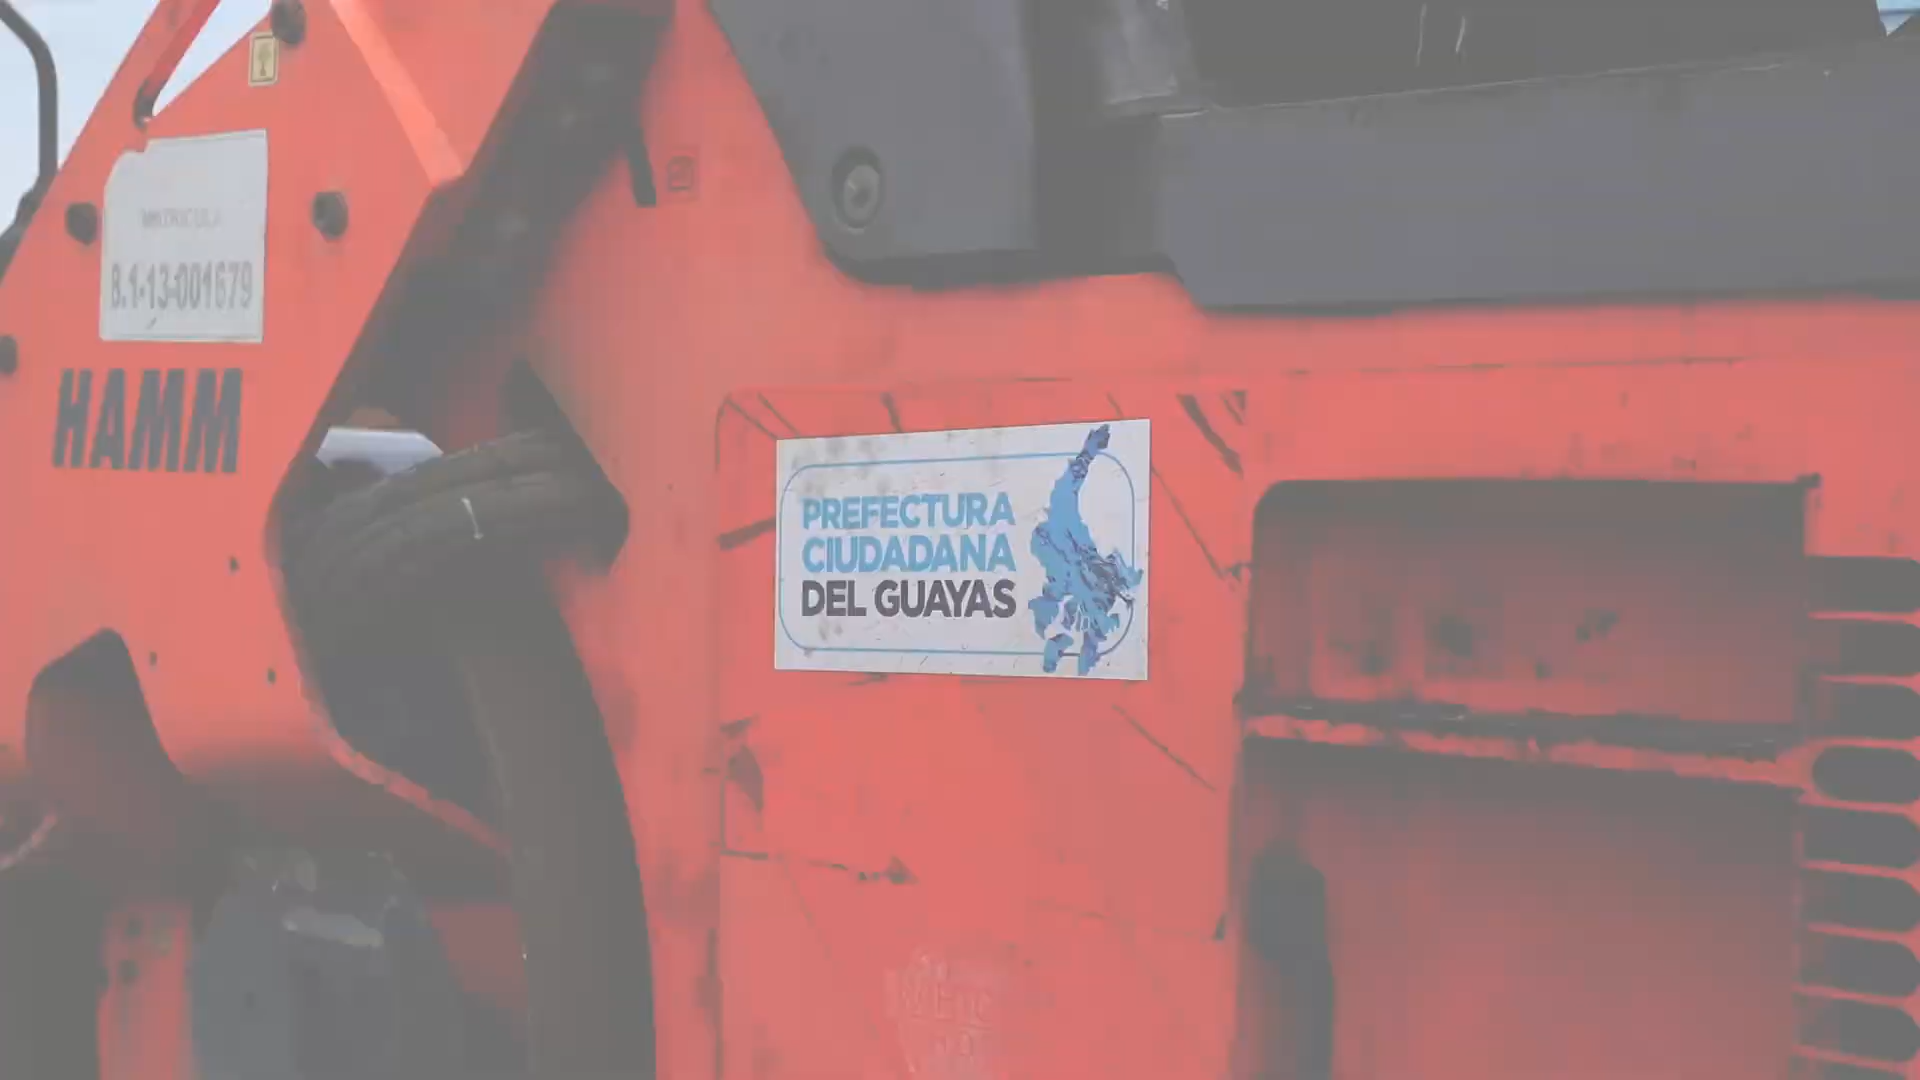 MATRICULA
8.1-13-001679
HAMM
PREFECTURA
CIUDADANA
DEL GUAYAS